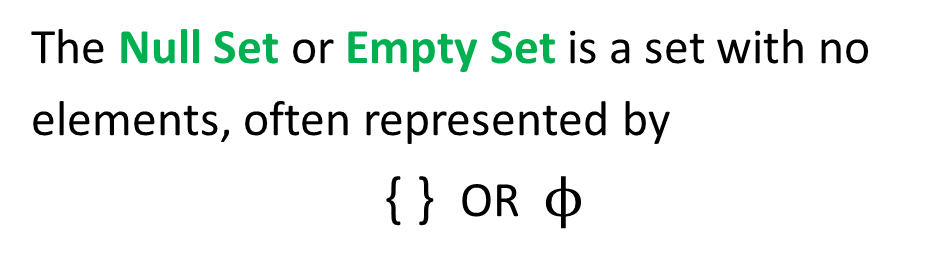 The Null Set or Empty Set is a set with no
elements, often represented by
{ } OR ϕ